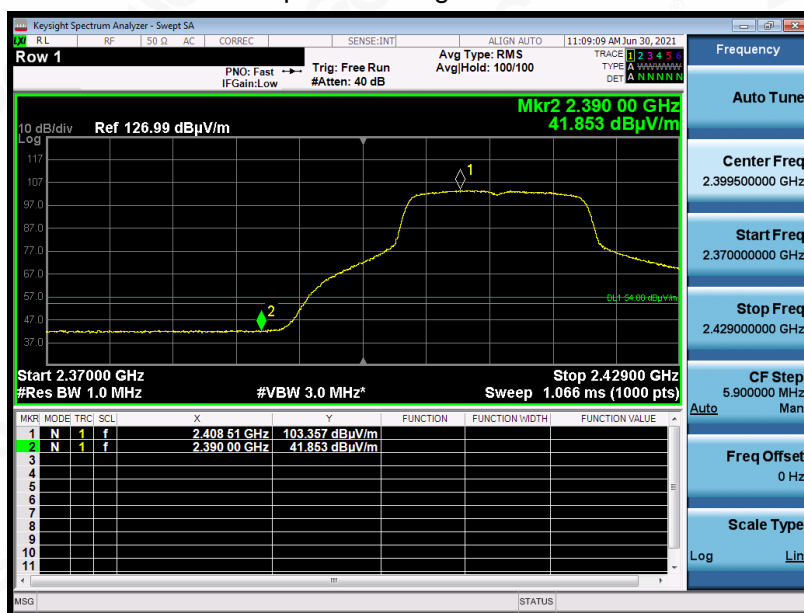 Keysight Spectrum Analyzer - Swept SA
LXI RL RF 50 Ω AC CORREC SENSE:INT ALIGN AUTO 11:09:09 AM Jun 30, 2021
Row 1
PNO: Fast
IFGain:Low
Trig: Free Run
#Atten: 40 dB
Avg Type: RMS
Avg|Hold: 100/100
TRACE 1 2 3 4 5 6
TYPE A WWWWW
DET A N N N N N
Frequency
Mkr2 2.390 00 GHz
41.853 dBµV/m
10 dB/div Ref 126.99 dBµV/m
Log
117
107
97.0
87.0
77.0
67.0
57.0
47.0
37.0
1
2
DL1 54.00 dBµV/m
Start 2.37000 GHz Stop 2.42900 GHz
#Res BW 1.0 MHz #VBW 3.0 MHz* Sweep 1.066 ms (1000 pts)
MKR MODE TRC SCL X Y FUNCTION FUNCTION WIDTH FUNCTION VALUE
1 N 1 f 2.408 51 GHz 103.357 dBµV/m
2 N 1 f 2.390 00 GHz 41.853 dBµV/m
3
4
5
6
7
8
9
10
11
Auto Tune
Center Freq
2.399500000 GHz
Start Freq
2.370000000 GHz
Stop Freq
2.429000000 GHz
CF Step
5.900000 MHz
Auto Man
Freq Offset
0 Hz
Scale Type
Log Lin
MSG STATUS